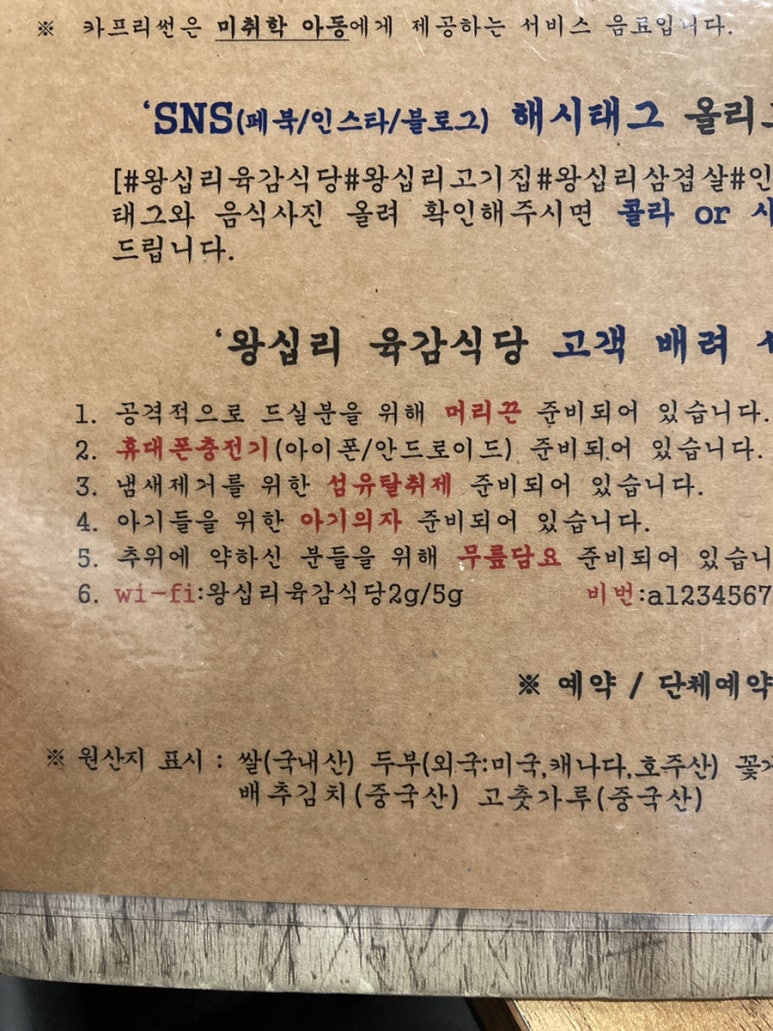 ※ 카프리썬은 미취학 아동에게 제공하는 서비스 음료입니다.
'SNS(페북/인스타/블로그) 해시태그 올리
[#왕십리육감식당#왕십리고기집#왕십리삼겹살#인
태그와 음식사진 올려 확인해주시면 콜라 or 사
드립니다.
'왕십리 육감식당 고객 배려
1. 공격적으로 드실분을 위해 머리끈 준비되어 있습니다.
2. 휴대폰충전기(아이폰/안드로이드) 준비되어 있습니다.
3. 냄새제거를 위한 섬유탈취제 준비되어 있습니다.
4. 아기들을 위한 아기의자 준비되어 있습니다.
5. 추위에 약하신 분들을 위해 무릎담요 준비되어 있습니
6. wi-fi:왕십리육감식당2g/5g 비번:a1234567
※ 예약 / 단체예약
※ 원산지 표시 : 쌀(국내산) 두부(외국:미국,캐나다,호주산) 꽃
배추김치(중국산) 고춧가루(중국산)